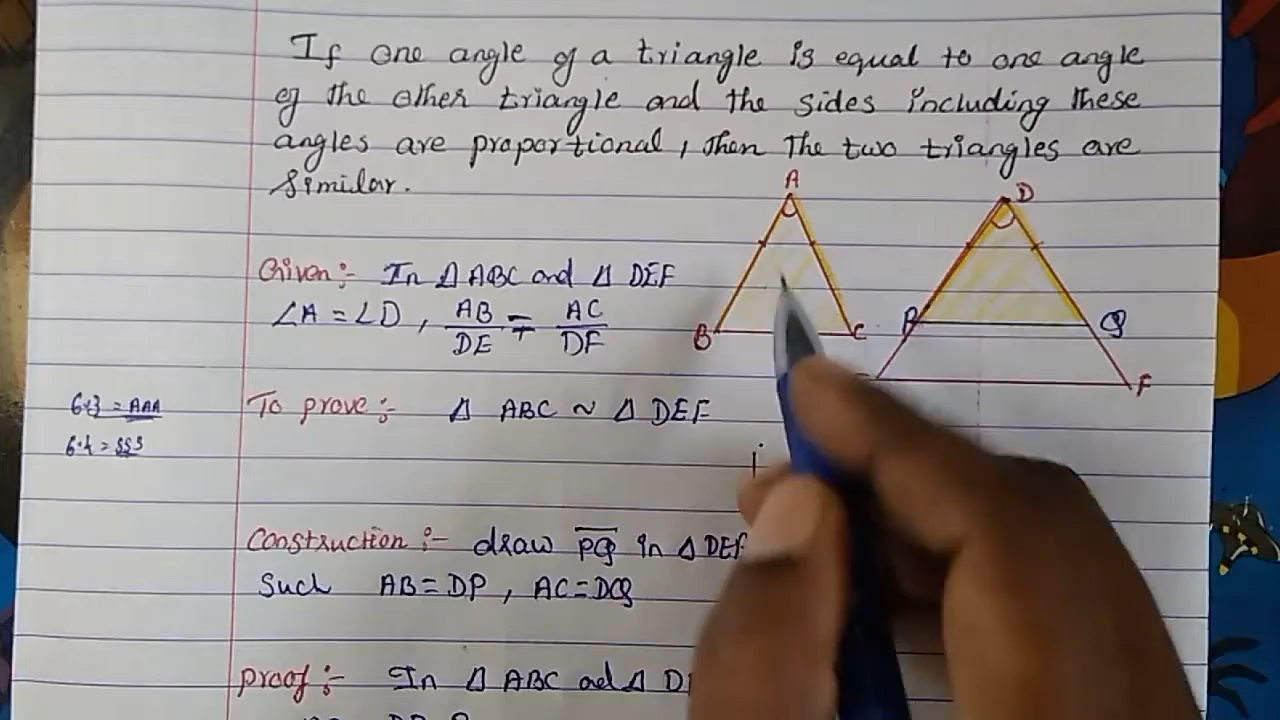 If one angle of a triangle is equal to one angle
of the other triangle and the sides including these
angles are proportional, then the two triangles are
Similar.
A
D
Given:- In Δ ABC and Δ DEF
∠A = ∠D, AB/DE = AC/DF
B
C
P
Q
F
6.3 = AAA
To prove:- Δ ABC ~ Δ DEF
6.4 = SSS
Construction:- draw PQ in Δ DEF
Such AB = DP, AC = DQ
Proof:- In Δ ABC and Δ D